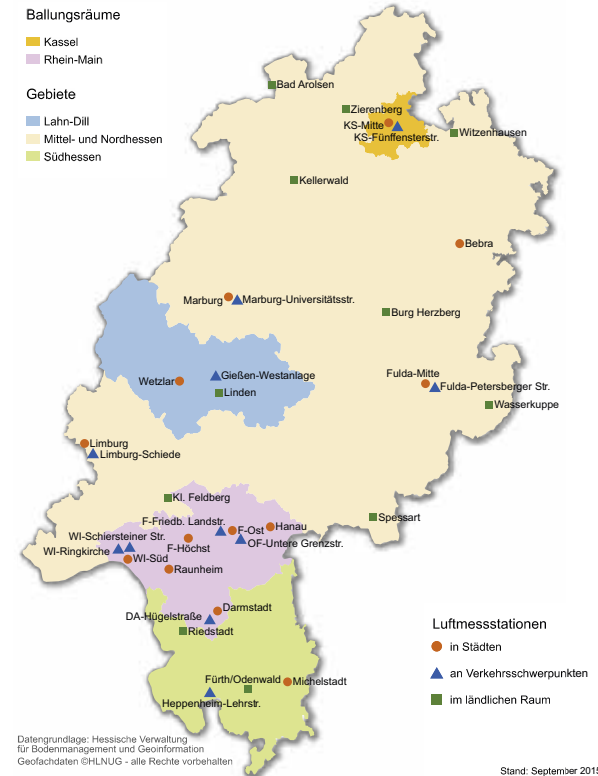 Ballungsräume
Kassel
Rhein-Main
Gebiete
Lahn-Dill
Mittel- und Nordhessen
Südhessen
Bad Arolsen
Zierenberg
KS-Mitte
KS-Fünffensterstr.
Witzenhausen
Kellerwald
Bebra
Marburg
Marburg-Universitätsstr.
Burg Herzberg
Wetzlar
Gießen-Westanlage
Linden
Fulda-Mitte
Fulda-Petersberger Str.
Wasserkuppe
Limburg
Limburg-Schiede
Kl. Feldberg
Spessart
F-Friedb. Landstr.
F-Ost
Hanau
WI-Schiersteiner Str.
OF-Untere Grenzstr.
WI-Ringkirche
F-Höchst
WI-Süd
Raunheim
DA-Hügelstraße
Darmstadt
Riedstadt
Fürth/Odenwald
Michelstadt
Heppenheim-Lehrstr.
Luftmessstationen
in Städten
an Verkehrsschwerpunkten
im ländlichen Raum
Datengrundlage: Hessische Verwaltung
für Bodenmanagement und Geoinformation
Geofachdaten ©HLNUG - alle Rechte vorbehalten
Stand: September 2015